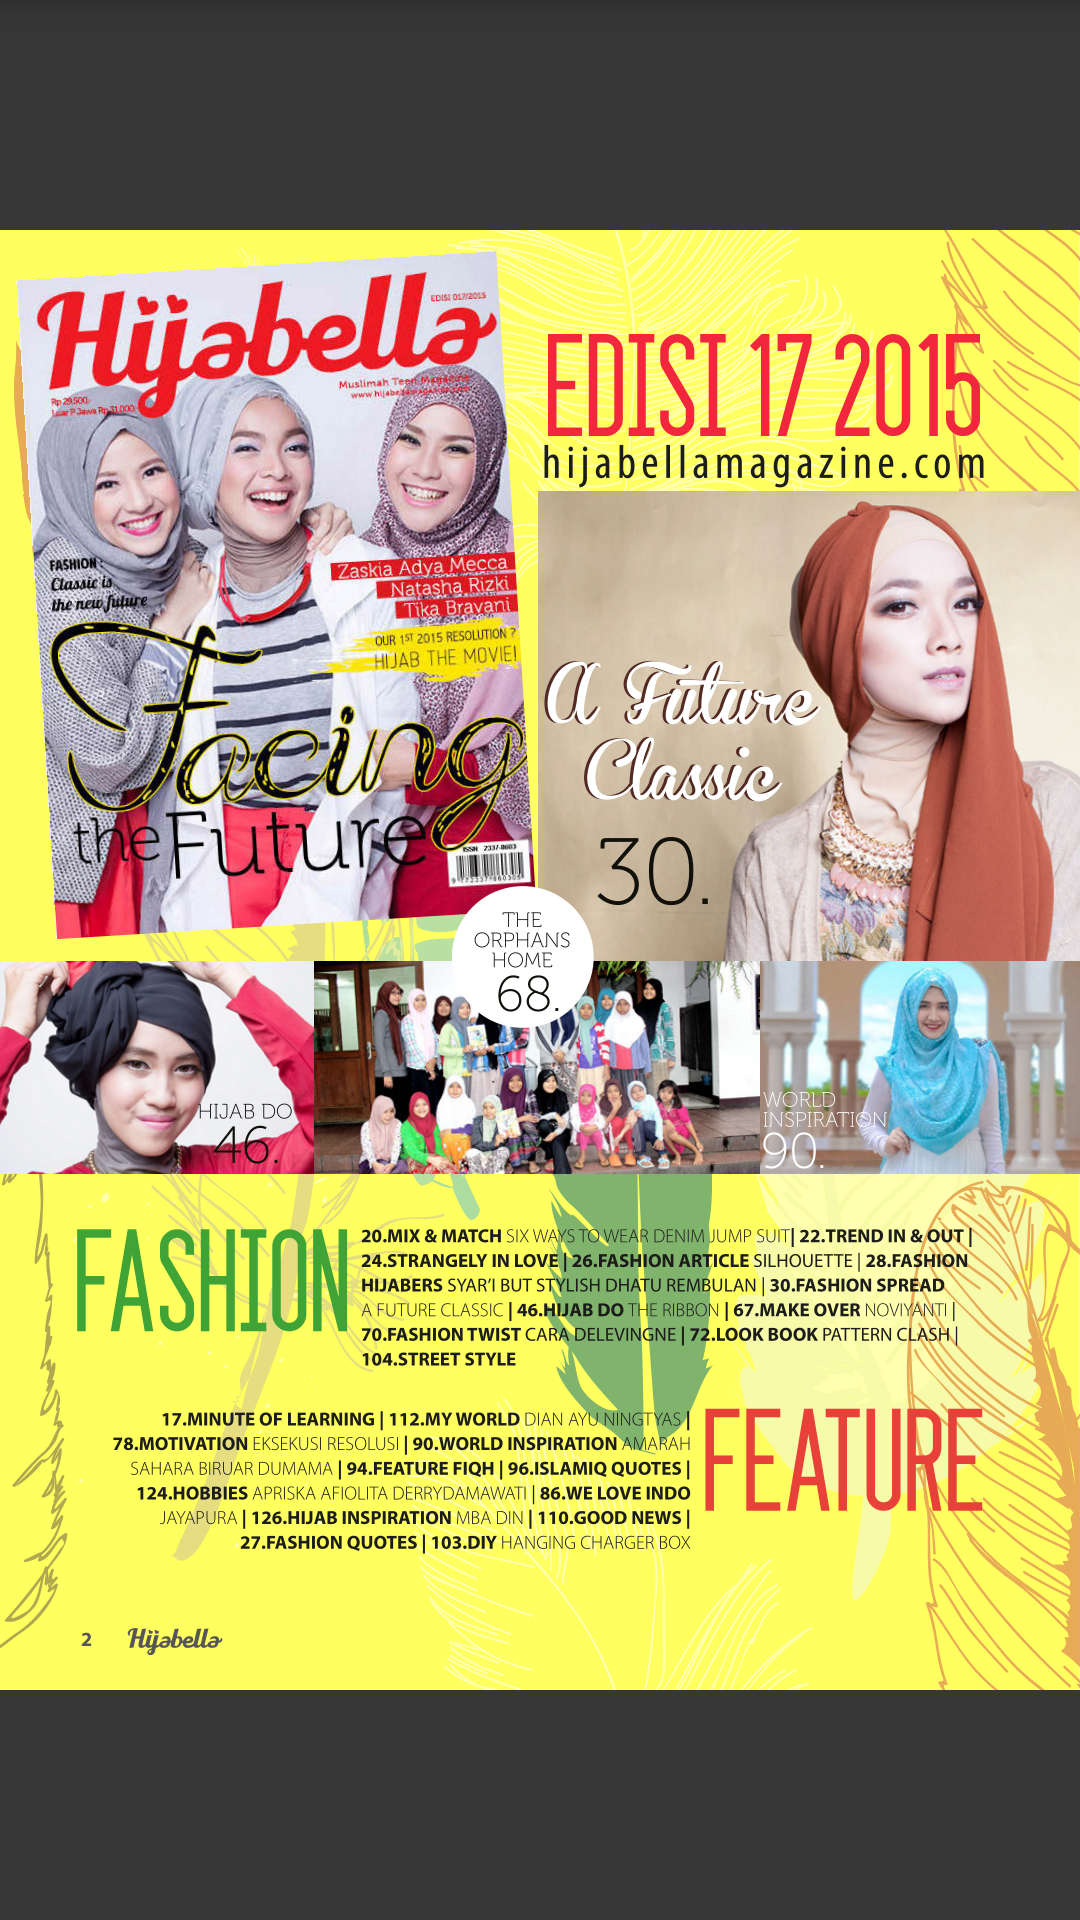 Hijabella
EDISI 017/2015
Muslimah Teen Magazine
www.hijabellamagazine.com
Rp 29.500,-
Luar P Jawa Rp 31.000,-
FASHION :
Classic is
the new future
Zaskia Adya Mecca
Natasha Rizki
Tika Bravani
OUR 1ST 2015 RESOLUTION ?
HIJAB THE MOVIE!
Facing
the Future
ISSN 2337-8603
EDISI 17 2015
hijabellamagazine.com
A Future
Classic
30.
THE
ORPHANS
HOME
68.
HIJAB DO
46.
WORLD
INSPIRATION
90.
FASHION
20.MIX & MATCH SIX WAYS TO WEAR DENIM JUMP SUIT| 22.TREND IN & OUT |
24.STRANGELY IN LOVE | 26.FASHION ARTICLE SILHOUETTE | 28.FASHION
HIJABERS SYAR'I BUT STYLISH DHATU REMBULAN | 30.FASHION SPREAD
A FUTURE CLASSIC | 46.HIJAB DO THE RIBBON | 67.MAKE OVER NOVIYANTI |
70.FASHION TWIST CARA DELEVINGNE | 72.LOOK BOOK PATTERN CLASH |
104.STREET STYLE
17.MINUTE OF LEARNING | 112.MY WORLD DIAN AYU NINGTYAS |
78.MOTIVATION EKSEKUSI RESOLUSI | 90.WORLD INSPIRATION AMARAH
SAHARA BIRUAR DUMAMA | 94.FEATURE FIQH | 96.ISLAMIQ QUOTES |
124.HOBBIES APRISKA AFIOLITA DERRYDAMAWATI | 86.WE LOVE INDO
JAYAPURA | 126.HIJAB INSPIRATION MBA DIN | 110.GOOD NEWS |
27.FASHION QUOTES | 103.DIY HANGING CHARGER BOX
FEATURE
2 Hijabella